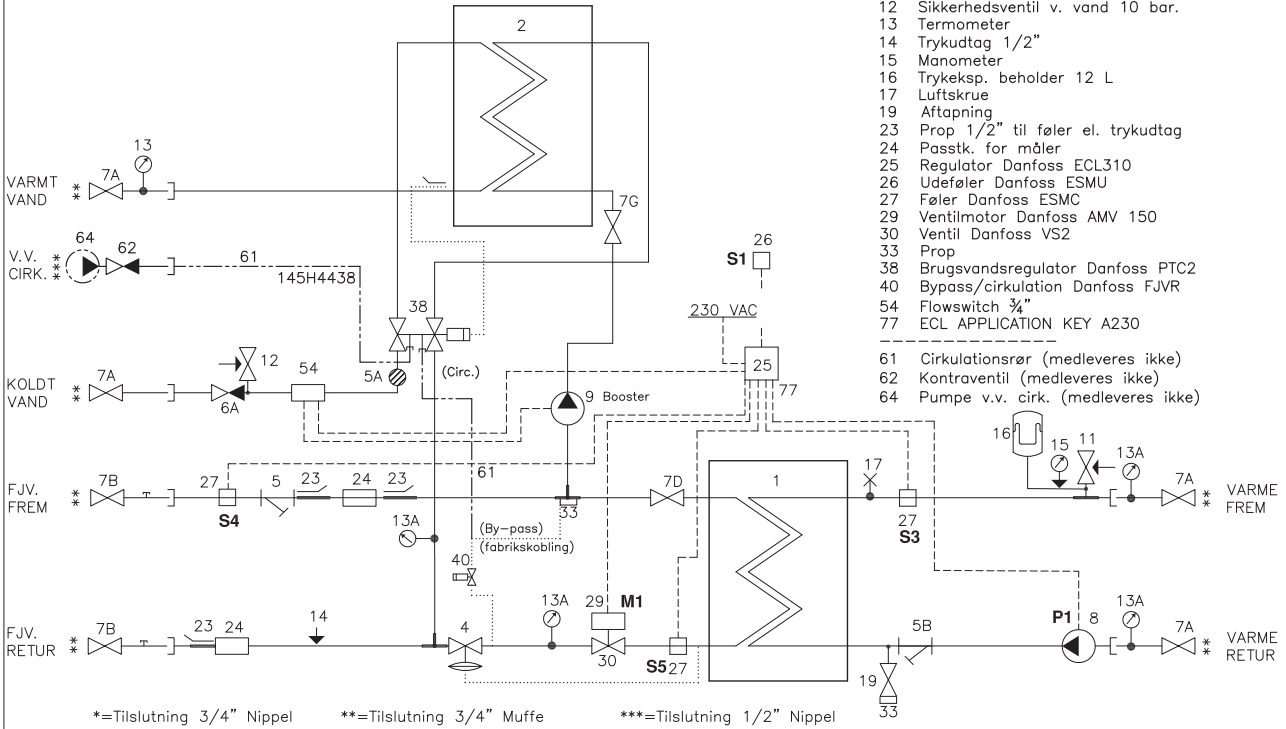 2
12 Sikkerhedsventil v. vand 10 bar.
13 Termometer
14 Trykudtag 1/2”
15 Manometer
16 Trykeksp. beholder 12 L
17 Luftskrue
19 Aftapning
23 Prop 1/2” til føler el. trykudtag
24 Passtk. for måler
25 Regulator Danfoss ECL310
26 Udeføler Danfoss ESMU
27 Føler Danfoss ESMC
29 Ventilmotor Danfoss AMV 150
30 Ventil Danfoss VS2
33 Prop
38 Brugsvandsregulator Danfoss PTC2
40 Bypass/cirkulation Danfoss FJVR
54 Flowswitch ¾”
77 ECL APPLICATION KEY A230
61 Cirkulationsrør (medleveres ikke)
62 Kontraventil (medleveres ikke)
64 Pumpe v.v. cirk. (medleveres ikke)
13
7A
VARMT
VAND
**
7G
64 62
61
V.V.
CIRK.
***
145H4438
26
S1
38
230 VAC
25
77
12
54
5A
(Circ.)
7A
KOLDT
VAND
**
6A
9 Booster
16
15
11
13A
7A
7B
27
5
23
24
23
61
7D
1
17
FJV.
FREM
**
S4
33
27
S3
**
VARME
FREM
13A
(By-pass)
(fabrikskobling)
40
7B
23
24
14
4
13A
29
M1
P1
8
13A
7A
5B
FJV.
RETUR
**
30
S5
27
19
33
**
VARME
RETUR
*=Tilslutning 3/4” Nippel
**=Tilslutning 3/4” Muffe
***=Tilslutning 1/2” Nippel